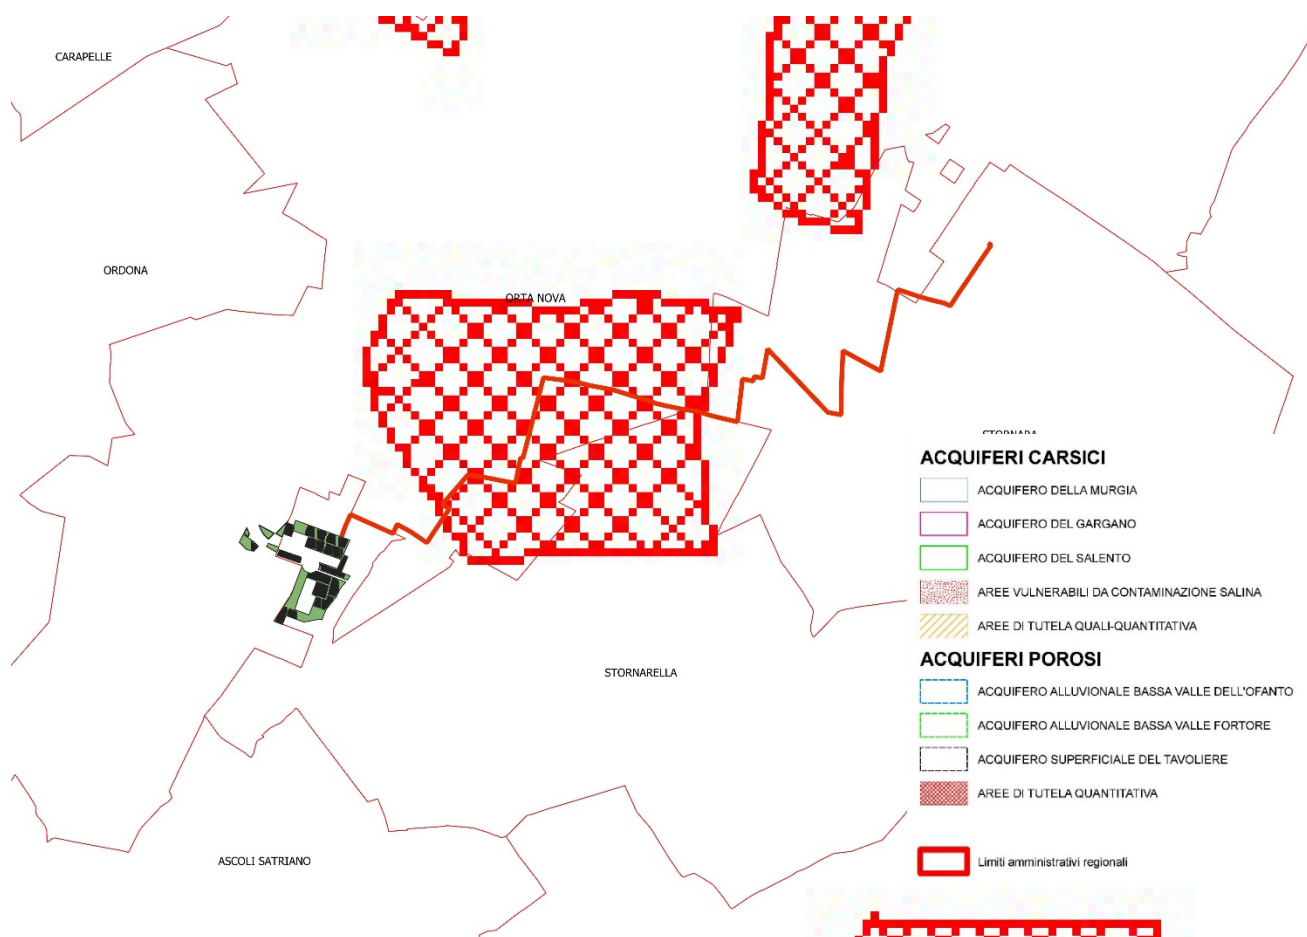 CARAPELLE
ORDONA
ORTA NOVA
STORNARA
ACQUIFERI CARSICI
ACQUIFERO DELLA MURGIA
ACQUIFERO DEL GARGANO
ACQUIFERO DEL SALENTO
AREE VULNERABILI DA CONTAMINAZIONE SALINA
AREE DI TUTELA QUALI-QUANTITATIVA
ACQUIFERI POROSI
ACQUIFERO ALLUVIONALE BASSA VALLE DELL'OFANTO
ACQUIFERO ALLUVIONALE BASSA VALLE FORTORE
ACQUIFERO SUPERFICIALE DEL TAVOLIERE
AREE DI TUTELA QUANTITATIVA
Limiti amministrativi regionali
STORNARELLA
ASCOLI SATRIANO